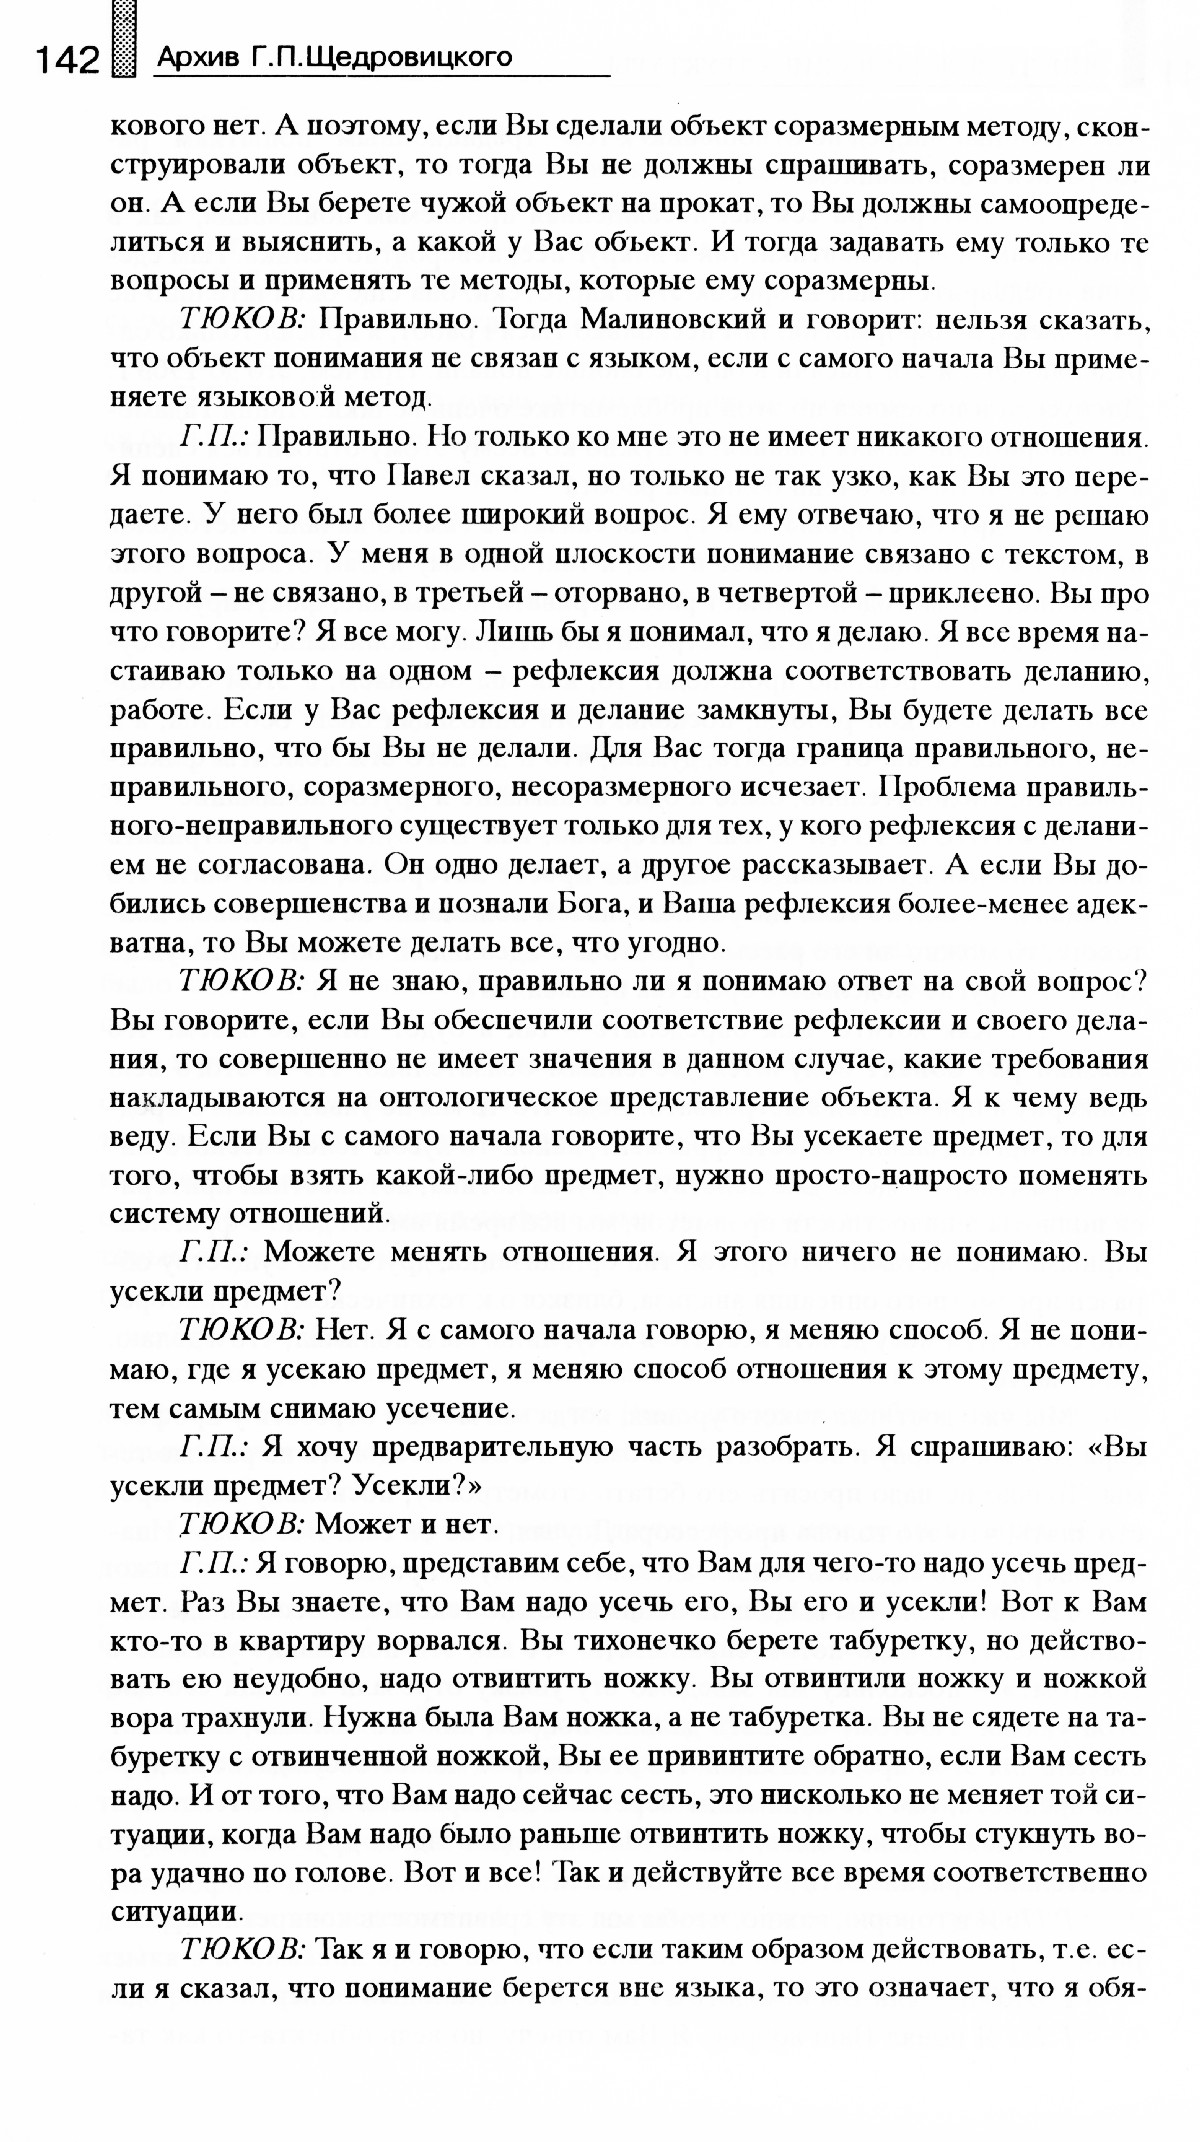 142 Архив Г.П.Щедровицкого
кового нет. А поэтому, если Вы сделали объект соразмерным методу, скон-
струировали объект, то тогда Вы не должны спрашивать, соразмерен ли
он. А если Вы берете чужой объект на прокат, то Вы должны самоопреде-
литься и выяснить, а какой у Вас объект. И тогда задавать ему только те
вопросы и применять те методы, которые ему соразмерны.
ТЮКОВ: Правильно. Тогда Малиновский и говорит: нельзя сказать,
что объект понимания не связан с языком, если с самого начала Вы приме-
няете языковой метод.
Г.П.: Правильно. Но только ко мне это не имеет никакого отношения.
Я понимаю то, что Павел сказал, но только не так узко, как Вы это пере-
даете. У него был более широкий вопрос. Я ему отвечаю, что я не решаю
этого вопроса. У меня в одной плоскости понимание связано с текстом, в
другой – не связано, в третьей – оторвано, в четвертой – приклеено. Вы про
что говорите? Я все могу. Лишь бы я понимал, что я делаю. Я все время на-
стаиваю только на одном – рефлексия должна соответствовать деланию,
работе. Если у Вас рефлексия и делание замкнуты, Вы будете делать все
правильно, что бы Вы не делали. Для Вас тогда граница правильного, не-
правильного, соразмерного, несоразмерного исчезает. Проблема правиль-
ного-неправильного существует только для тех, у кого рефлексия с делани-
ем не согласована. Он одно делает, а другое рассказывает. А если Вы до-
бились совершенства и познали Бога, и Ваша рефлексия более-менее адек-
ватна, то Вы можете делать все, что угодно.
ТЮКОВ: Я не знаю, правильно ли я понимаю ответ на свой вопрос?
Вы говорите, если Вы обеспечили соответствие рефлексии и своего дела-
ния, то совершенно не имеет значения в данном случае, какие требования
накладываются на онтологическое представление объекта. Я к чему ведь
веду. Если Вы с самого начала говорите, что Вы усекаете предмет, то для
того, чтобы взять какой-либо предмет, нужно просто-напросто поменять
систему отношений.
Г.П.: Можете менять отношения. Я этого ничего не понимаю. Вы
усекли предмет?
ТЮКОВ: Нет. Я с самого начала говорю, я меняю способ. Я не пони-
маю, где я усекаю предмет, я меняю способ отношения к этому предмету,
тем самым снимаю усечение.
Г.П.: Я хочу предварительную часть разобрать. Я спрашиваю: «Вы
усекли предмет? Усекли?»
ТЮКОВ: Может и нет.
Г.П.: Я говорю, представим себе, что Вам для чего-то надо усечь пред-
мет. Раз Вы знаете, что Вам надо усечь его, Вы его и усекли! Вот к Вам
кто-то в квартиру ворвался. Вы тихонечко берете табуретку, но действо-
вать ею неудобно, надо отвинтить ножку. Вы отвинтили ножку и ножкой
вора трахнули. Нужна была Вам ножка, а не табуретка. Вы не сядете на та-
буретку с отвинченной ножкой, Вы ее привинтите обратно, если Вам сесть
надо. И от того, что Вам надо сейчас сесть, это нисколько не меняет той си-
туации, когда Вам надо было раньше отвинтить ножку, чтобы стукнуть во-
ра удачно по голове. Вот и все! Так и действуйте все время соответственно
ситуации.
ТЮКОВ: Так я и говорю, что если таким образом действовать, т.е. ес-
ли я сказал, что понимание берется вне языка, то это означает, что я обя-